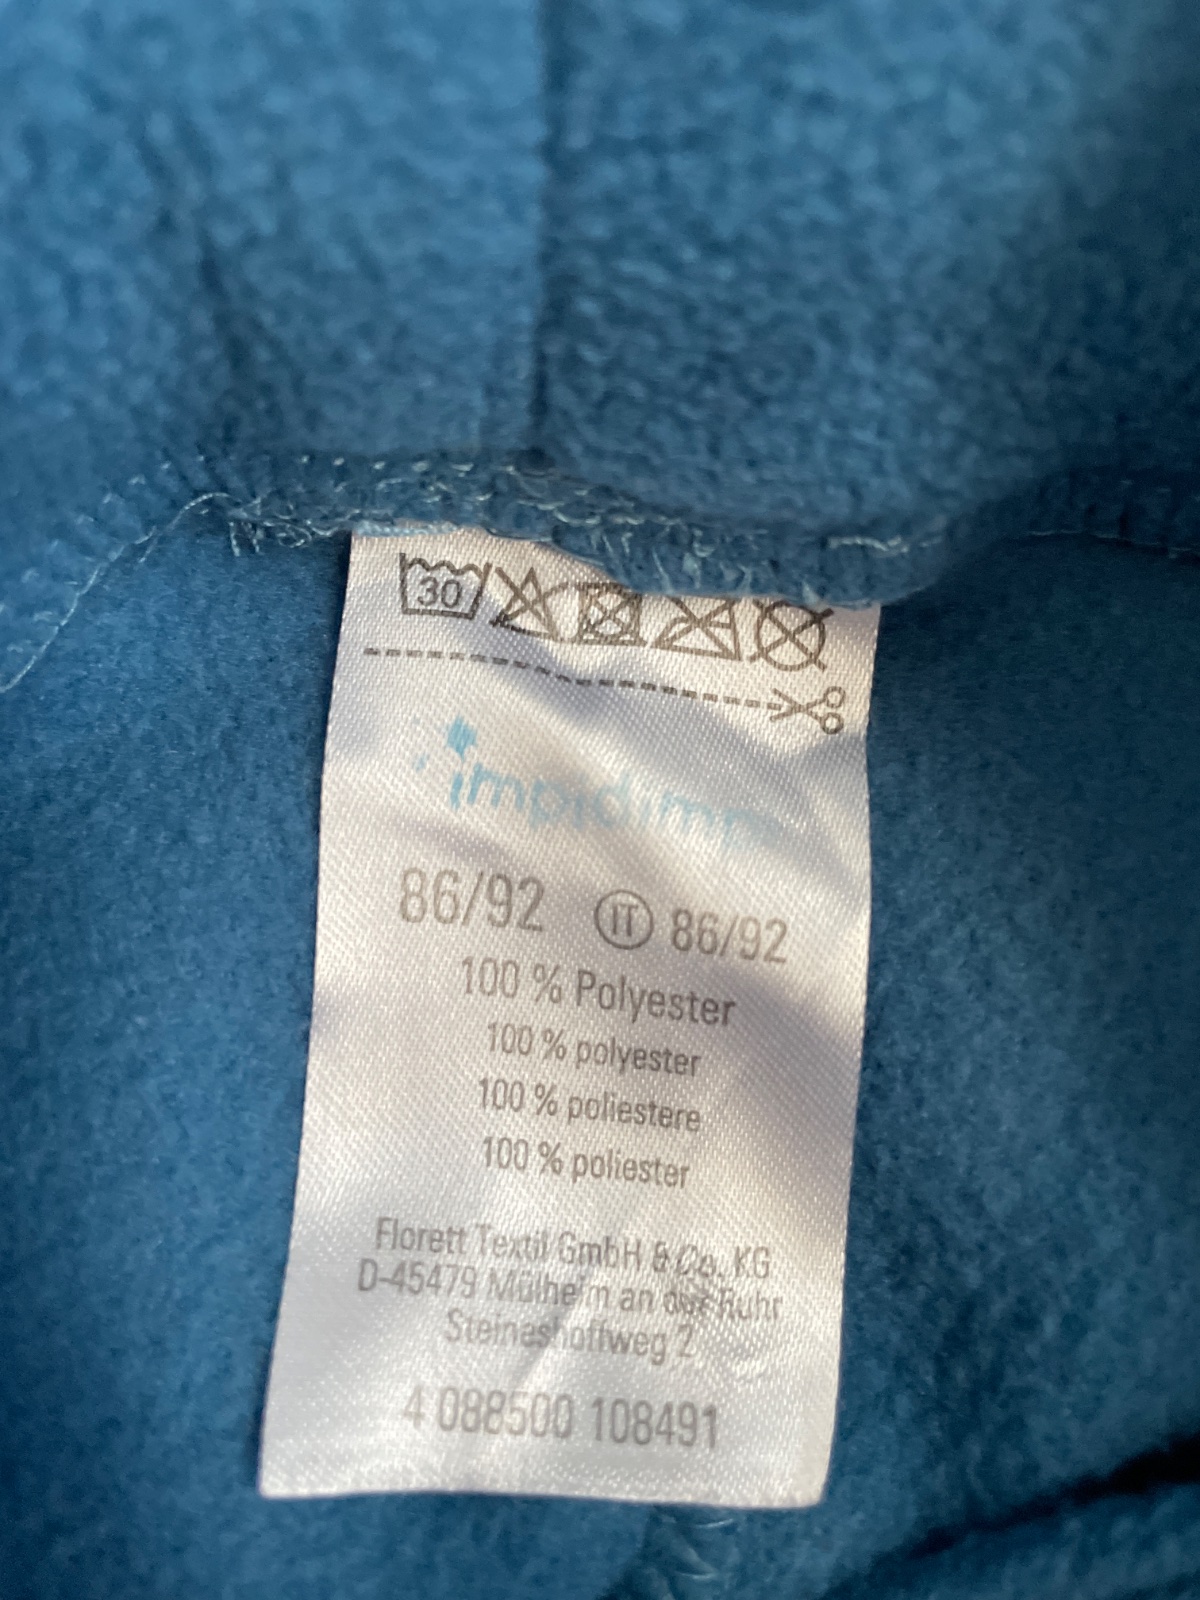 30
impidimpi
86/92 IT 86/92
100 % Polyester
100 % polyester
100 % poliestere
100 % poliester
Florett Textil GmbH & Co. KG
D-45479 Mülheim an der Ruhr
Steinashoffweg 2
4 088500 108491